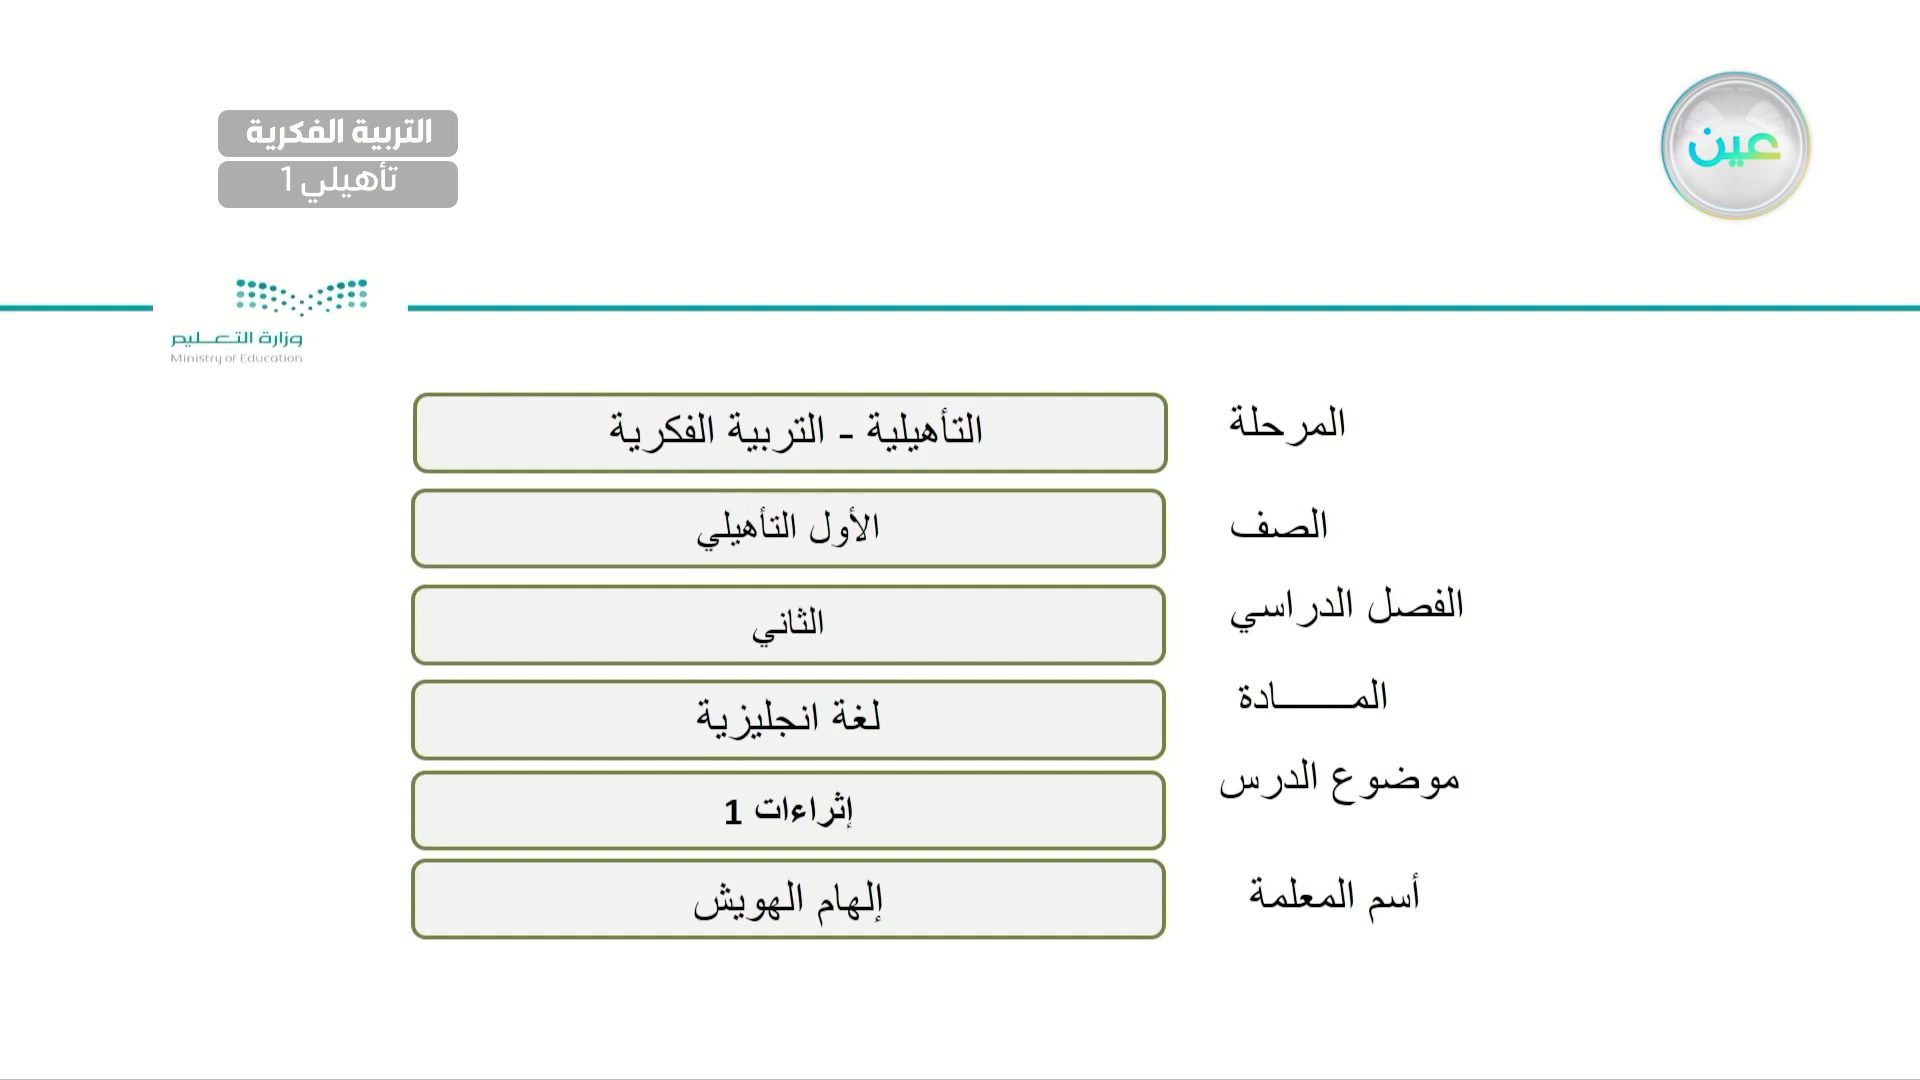 عين
التربية الفكرية
تأهيلي 1
وزارة التعليم
Ministry of Education
المرحلة
التأهيلية - التربية الفكرية
الصف
الأول التأهيلي
الفصل الدراسي
الثاني
المـــــــادة
لغة انجليزية
موضوع الدرس
إثراءات 1
أسم المعلمة
إلهام الهويش